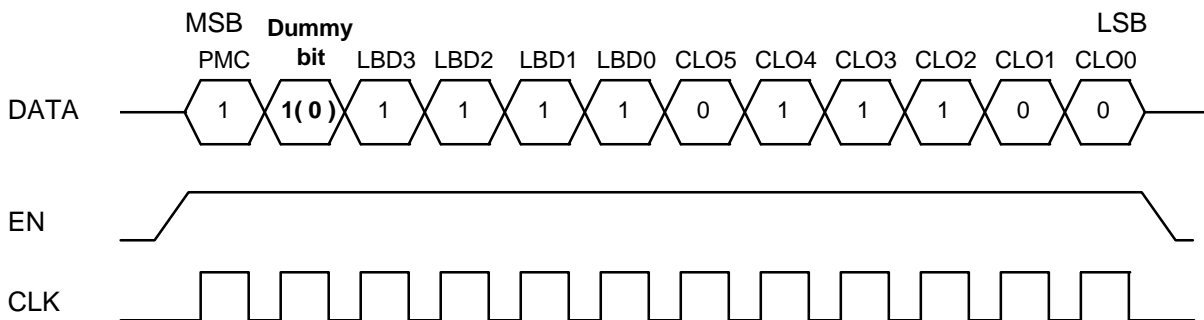 MSB
LSB
Dummy
bit
PMC LBD3 LBD2 LBD1 LBD0 CLO5 CLO4 CLO3 CLO2 CLO1 CLO0
DATA 1 1( 0 ) 1 1 1 1 0 1 1 1 0 0
EN
CLK